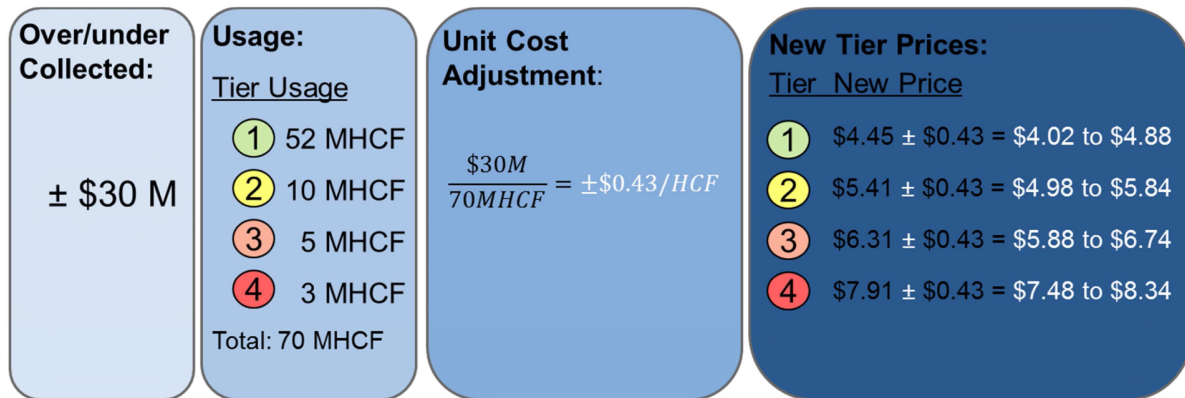 Over/under
Collected:
± $30 M
Usage:
Tier Usage
1 52 MHCF
2 10 MHCF
3 5 MHCF
4 3 MHCF
Total: 70 MHCF
Unit Cost
Adjustment:
$30M
70MHCF
= ±$0.43/HCF
New Tier Prices:
Tier New Price
1 $4.45 ± $0.43 = $4.02 to $4.88
2 $5.41 ± $0.43 = $4.98 to $5.84
3 $6.31 ± $0.43 = $5.88 to $6.74
4 $7.91 ± $0.43 = $7.48 to $8.34